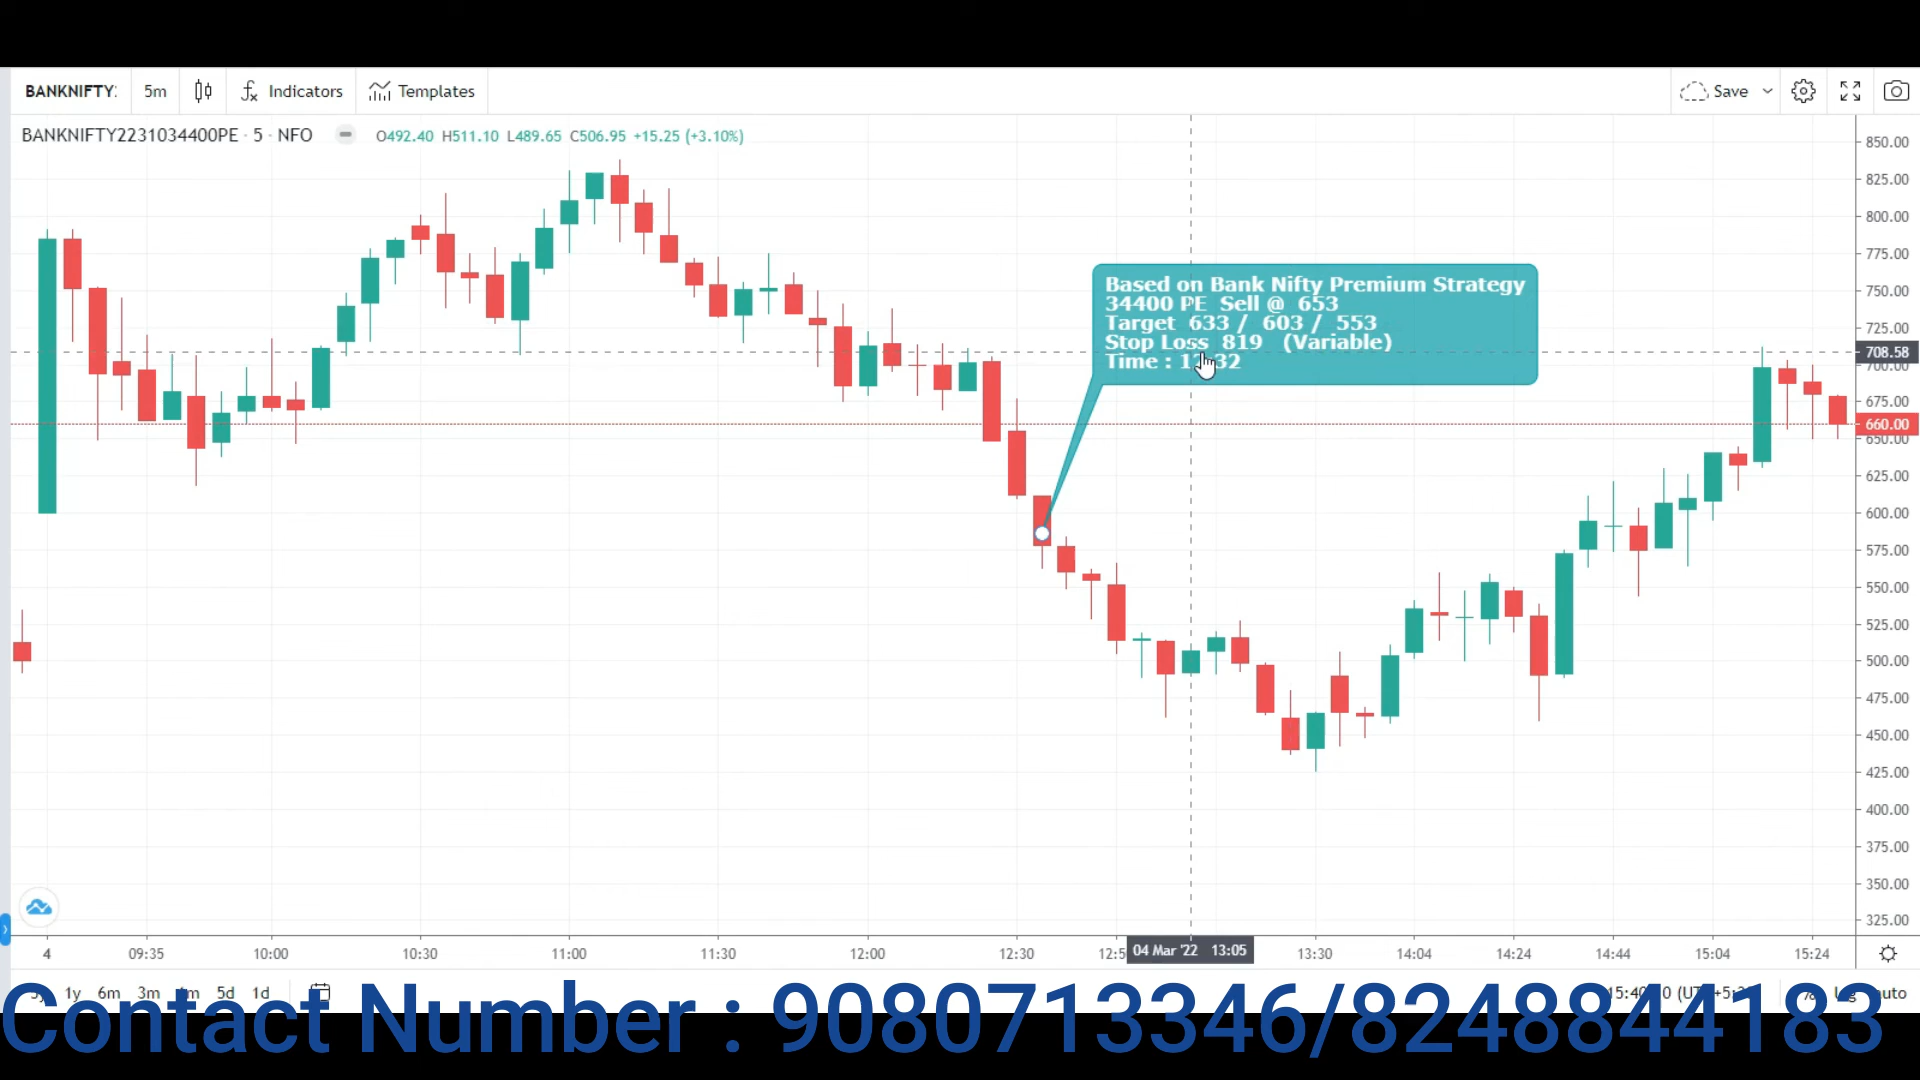 BANKNIFTY:
5m
Indicators
Templates
Save
BANKNIFTY2231034400PE · 5 · NFO
O492.40 H511.10 L489.65 C506.95 +15.25 (+3.10%)
Based on Bank Nifty Premium Strategy
34400 PE Sell @ 653
Target 633 / 603 / 553
Stop Loss 819 (Variable)
Time :
850.00
825.00
800.00
775.00
750.00
725.00
708.58
700.00
675.00
660.00
650.00
625.00
600.00
575.00
550.00
525.00
500.00
475.00
450.00
425.00
400.00
375.00
350.00
325.00
4 09:35 10:00 10:30 11:00 11:30 12:00 12:30 04 Mar '22 13:05 13:30 14:04 14:24 14:44 15:04 15:24
1y 6m 3m 5d 1d
Contact Number : 9080713346/8248844183